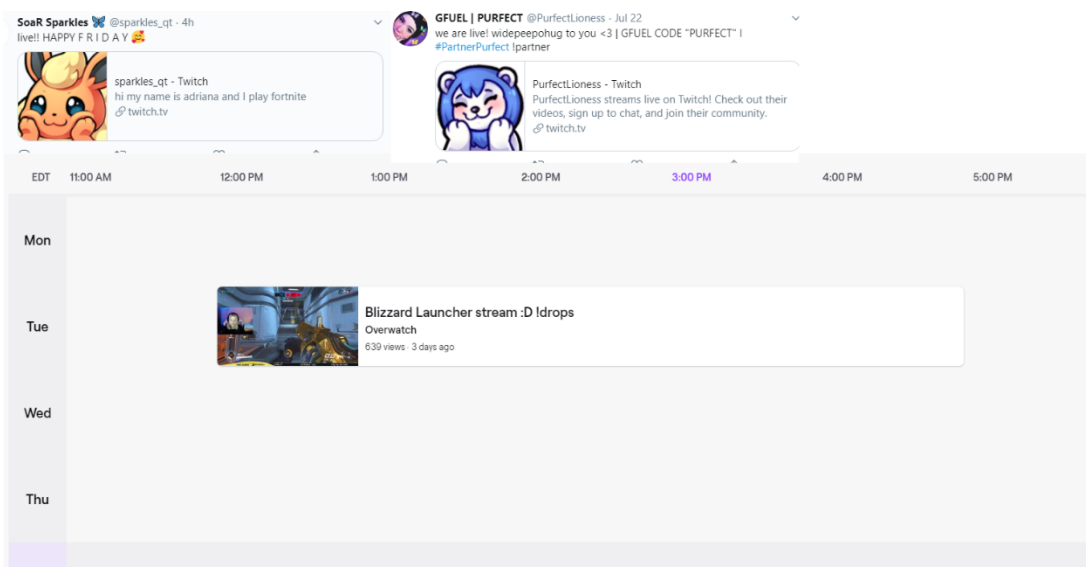 SoaR Sparkles 🦋 @sparkles_qt · 4h
live!! HAPPY F R I D A Y 🥰
sparkles_qt - Twitch
hi my name is adriana and I play fortnite
twitch.tv
GFUEL | PURFECT @PurfectLioness · Jul 22
we are live! widepeepohug to you <3 | GFUEL CODE "PURFECT" l
#PartnerPurfect !partner
PurfectLioness - Twitch
PurfectLioness streams live on Twitch! Check out their
videos, sign up to chat, and join their community.
twitch.tv
EDT 11:00 AM 12:00 PM 1:00 PM 2:00 PM 3:00 PM 4:00 PM 5:00 PM
Mon
Tue
Blizzard Launcher stream :D !drops
Overwatch
639 views · 3 days ago
Wed
Thu